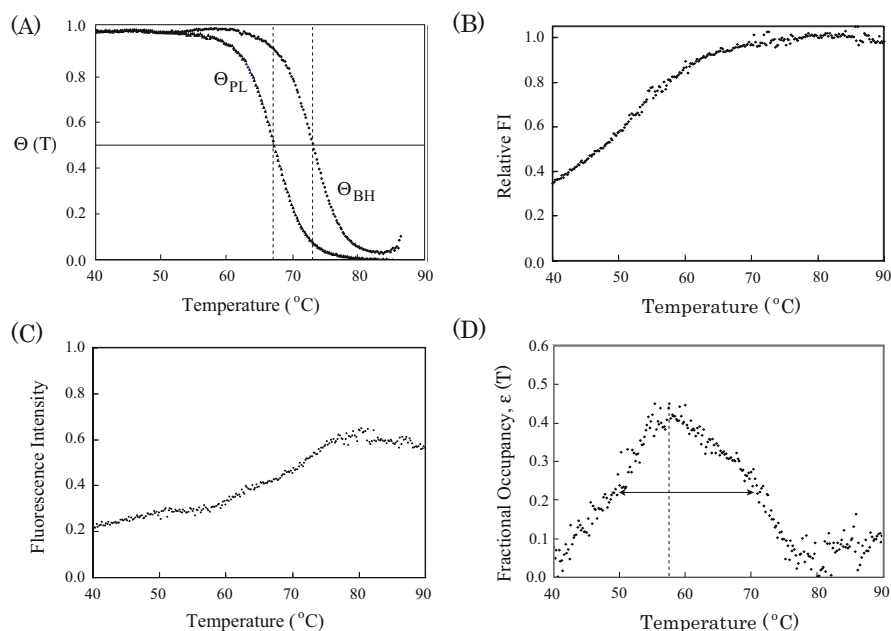 (A)
1.0
0.8
0.6
Θ (T)
0.4
0.2
0.0
Θ_PL
Θ_BH
40 50 60 70 80 90
Temperature (°C)
(B)
1.0
0.8
0.6
0.4
0.2
0.0
Relative FI
40 50 60 70 80 90
Temperature (°C)
(C)
1.0
0.8
0.6
0.4
0.2
0.0
Fluorescence Intensity
40 50 60 70 80 90
Temperature (°C)
(D)
0.6
0.5
0.4
0.3
0.2
0.1
0.0
Fractional Occupancy, ε (T)
40 50 60 70 80 90
Temperature (°C)